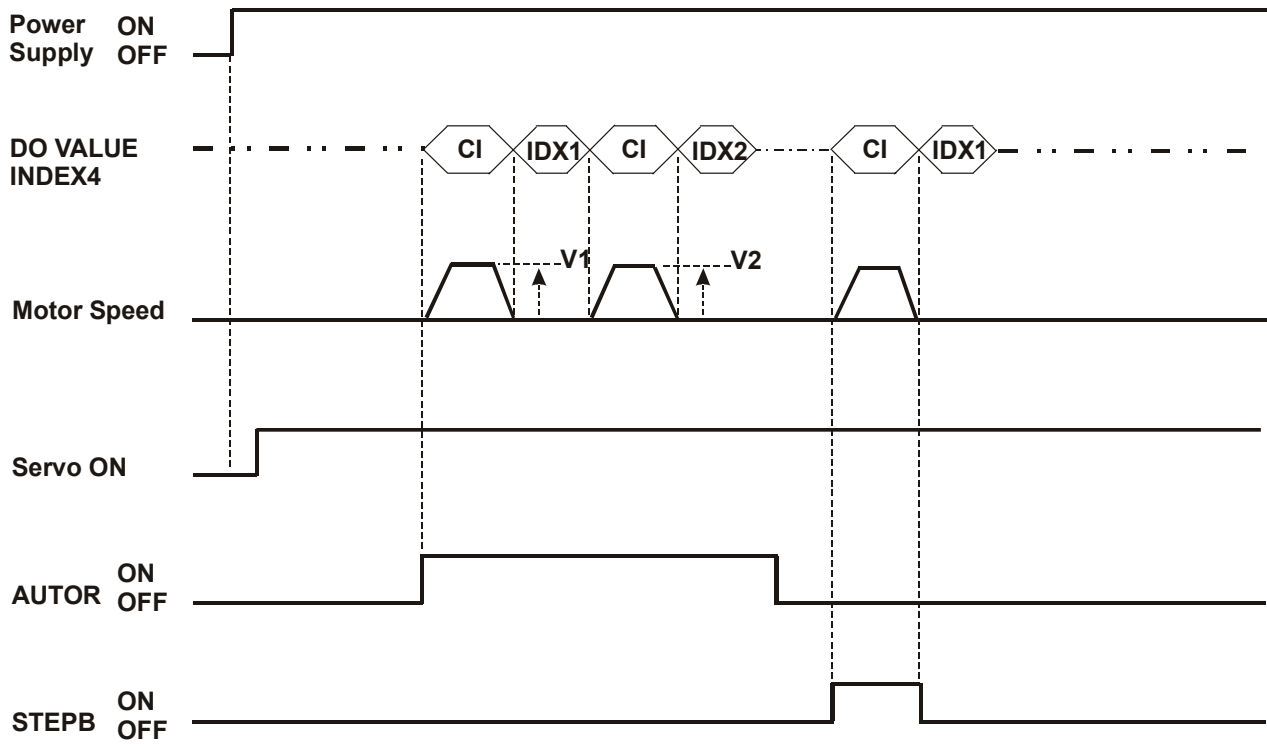 Power ON
Supply OFF
DO VALUE
INDEX4
CI IDX1 CI IDX2 CI IDX1
V1 V2
Motor Speed
Servo ON
ON
AUTOR OFF
ON
STEPB OFF